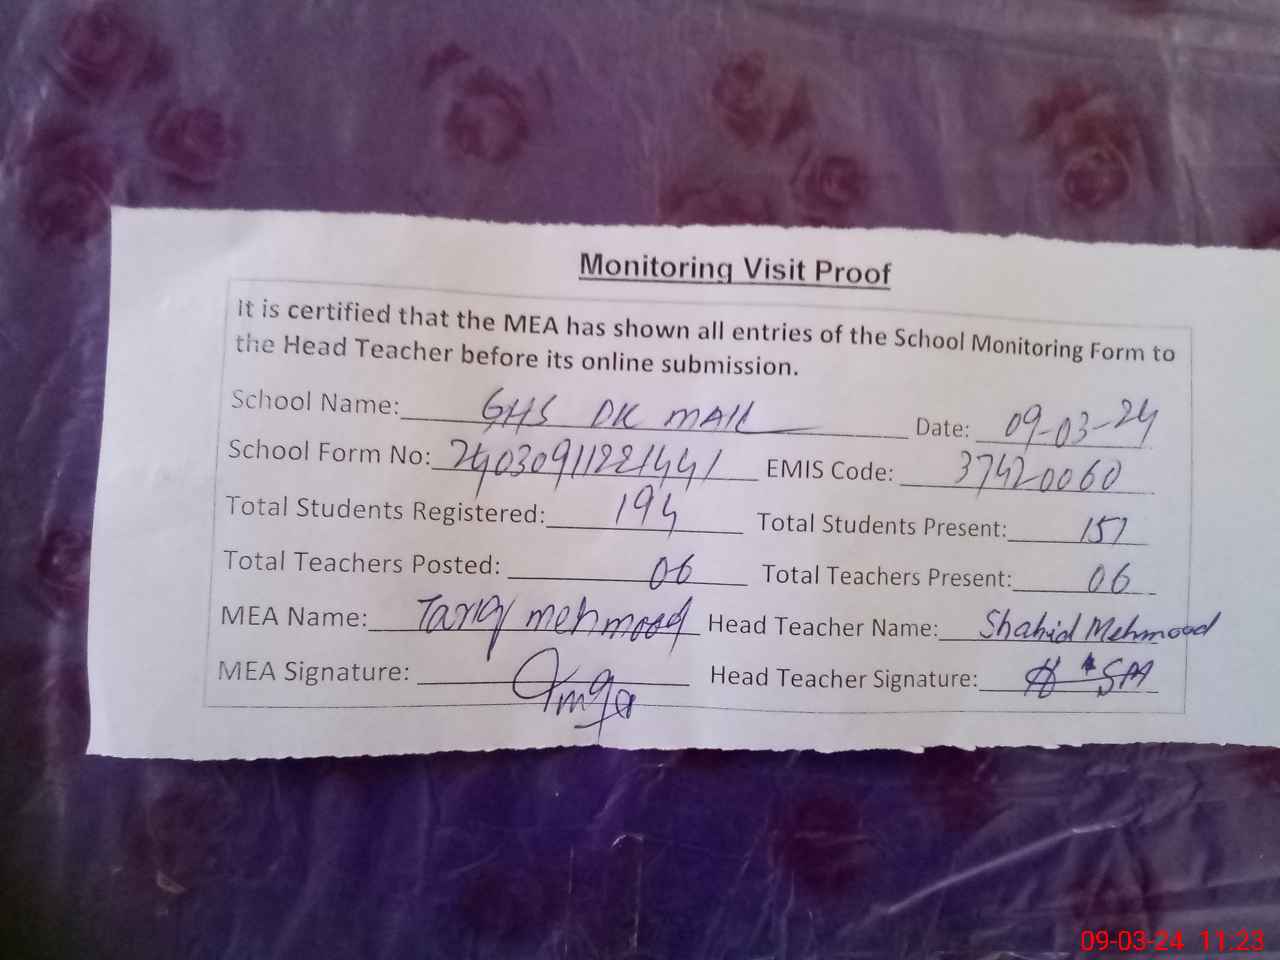 Monitoring Visit Proof
It is certified that the MEA has shown all entries of the School Monitoring Form to
the Head Teacher before its online submission.
School Name: GHS DK MAIL Date: 09-03-24
School Form No: 24030911221441 EMIS Code: 37420060
Total Students Registered: 194 Total Students Present: 157
Total Teachers Posted: 06 Total Teachers Present: 06
MEA Name: Tariq Mehmood Head Teacher Name: Shahid Mehmood
MEA Signature: Head Teacher Signature:
09-03-24 11:23